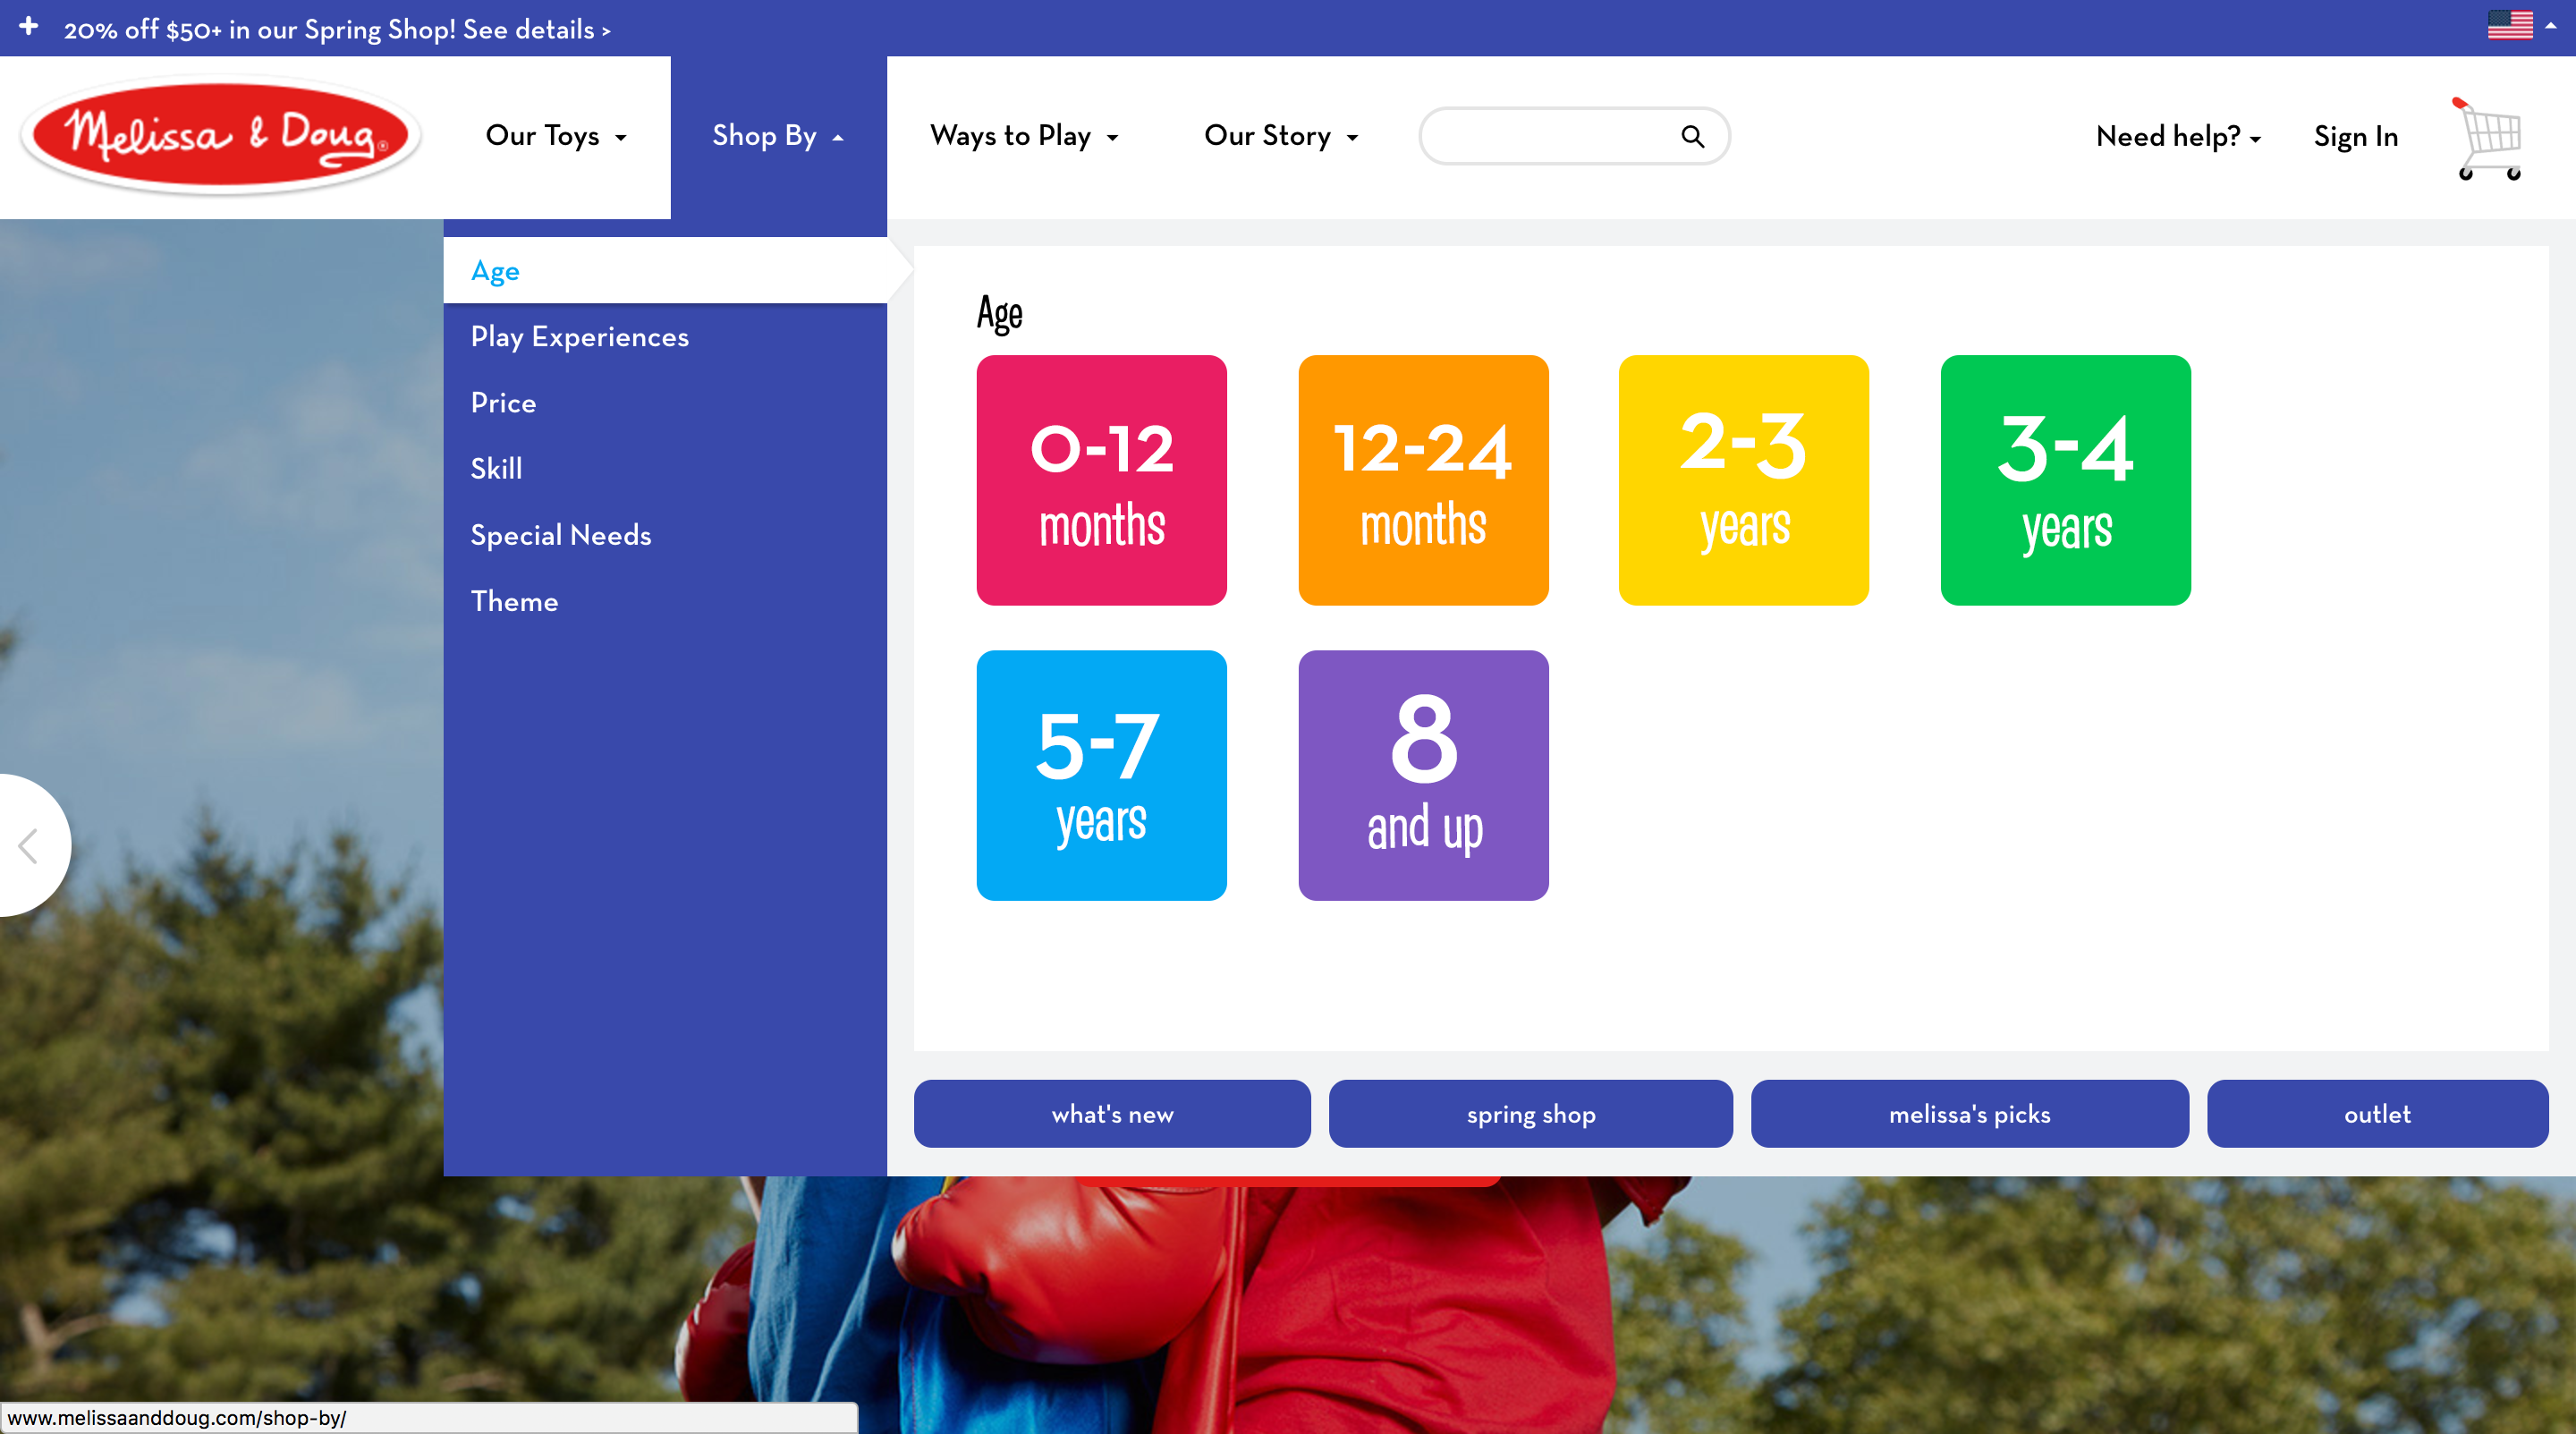 20% off $50+ in our Spring Shop! See details >
Melissa & Doug®
Our Toys
Shop By
Ways to Play
Our Story
Need help?
Sign In
Age
Play Experiences
Price
Skill
Special Needs
Theme
Age
0-12
months
12-24
months
2-3
years
3-4
years
5-7
years
8
and up
what's new
spring shop
melissa's picks
outlet
www.melissaanddoug.com/shop-by/